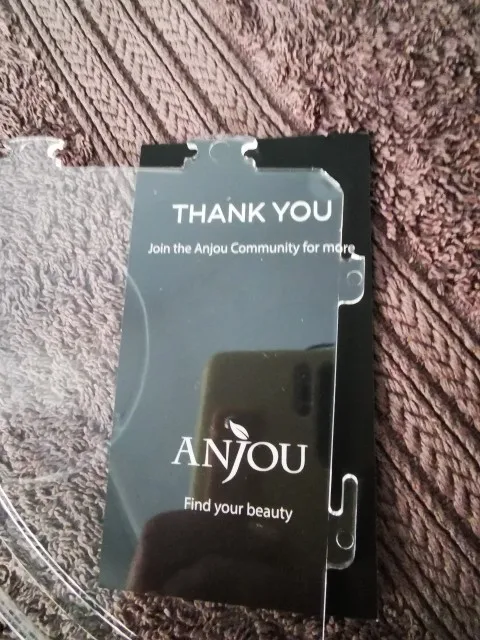 THANK YOU
Join the Anjou Community for more
ANJOU
Find your beauty